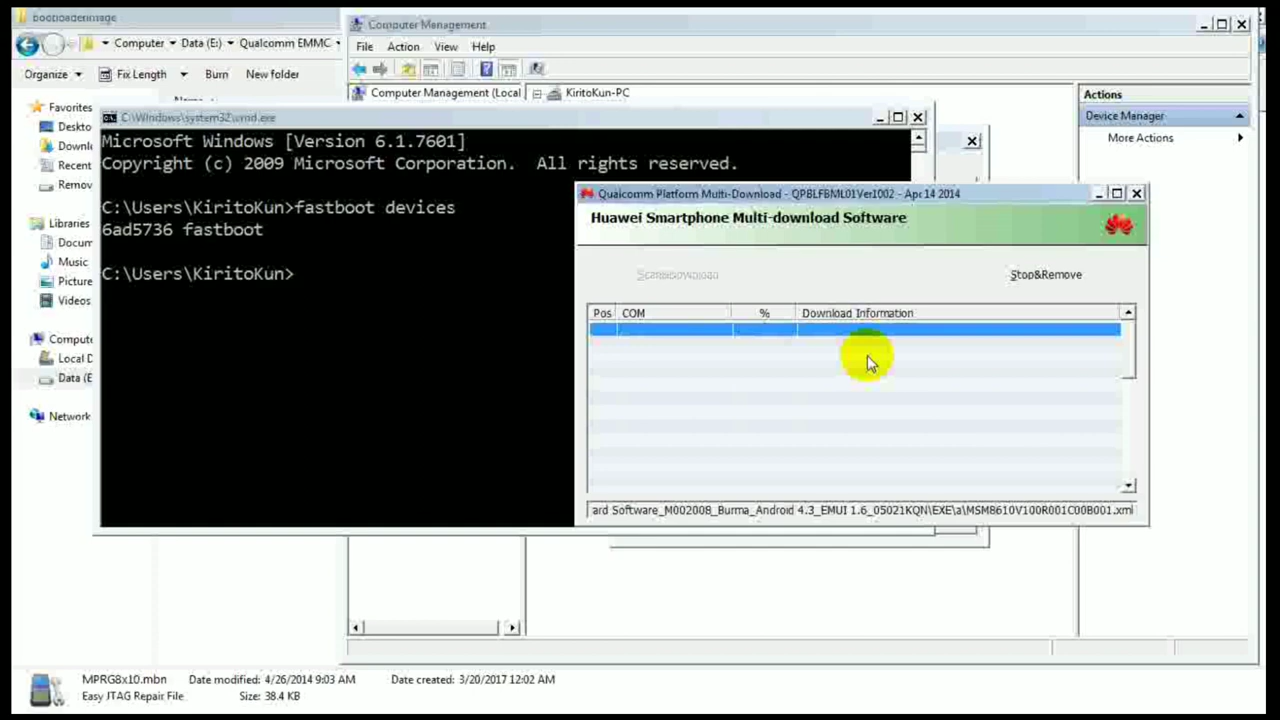 bootloaderimage
Computer Management
Computer Data (E:) Qualcomm EMMC
File Action View Help
Organize Fix Length Burn New folder
Computer Management (Local
KiritoKun-PC
Actions
Favorites
Device Manager
Deskto
More Actions
Downl
Recent
Remov
Libraries
Docum
Music
Picture
Videos
Compute
Local D
Data (E
Network
C:\Windows\system32\cmd.exe
Microsoft Windows [Version 6.1.7601]
Copyright (c) 2009 Microsoft Corporation.  All rights reserved.
C:\Users\KiritoKun>fastboot devices
6ad5736 fastboot
C:\Users\KiritoKun>
Qualcomm Platform Multi-Download - QPBLFBML01Ver1002 - Apr 14 2014
Huawei Smartphone Multi-download Software
Scan&Download
Stop&Remove
Pos COM % Download Information
ard Software_M002008_Burma_Android 4.3_EMUI 1.6_05021KQN\EXE\a\MSM8610V100R001C00B001.xml
MPRG8x10.mbn Date modified: 4/26/2014 9:03 AM Date created: 3/20/2017 12:02 AM
Easy JTAG Repair File Size: 38.4 KB